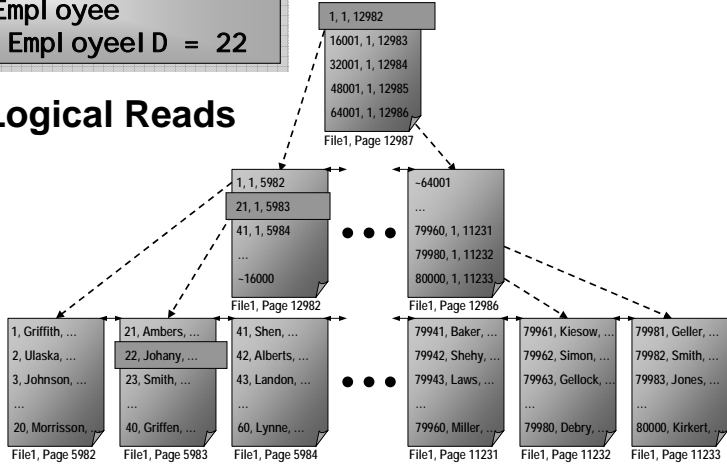 Employee
EmployeeID = 22
Logical Reads
1, 1, 12982
16001, 1, 12983
32001, 1, 12984
48001, 1, 12985
64001, 1, 12986
File1, Page 12987
1, 1, 5982
21, 1, 5983
41, 1, 5984
...
~16000
File1, Page 12982
~64001
...
79960, 1, 11231
79980, 1, 11232
80000, 1, 11233
File1, Page 12986
1, Griffith, ...
2, Ulaska, ...
3, Johnson, ...
...
20, Morrisson, ...
File1, Page 5982
21, Ambers, ...
22, Johany, ...
23, Smith, ...
...
40, Griffen, ...
File1, Page 5983
41, Shen, ...
42, Alberts, ...
43, Landon, ...
...
60, Lynne, ...
File1, Page 5984
79941, Baker, ...
79942, Shehy, ...
79943, Laws, ...
...
79960, Miller, ...
File1, Page 11231
79961, Kiesow, ...
79962, Simon, ...
79963, Gellock, ...
...
79980, Debry, ...
File1, Page 11232
79981, Geller, ...
79982, Smith, ...
79983, Jones, ...
...
80000, Kirkert, ...
File1, Page 11233